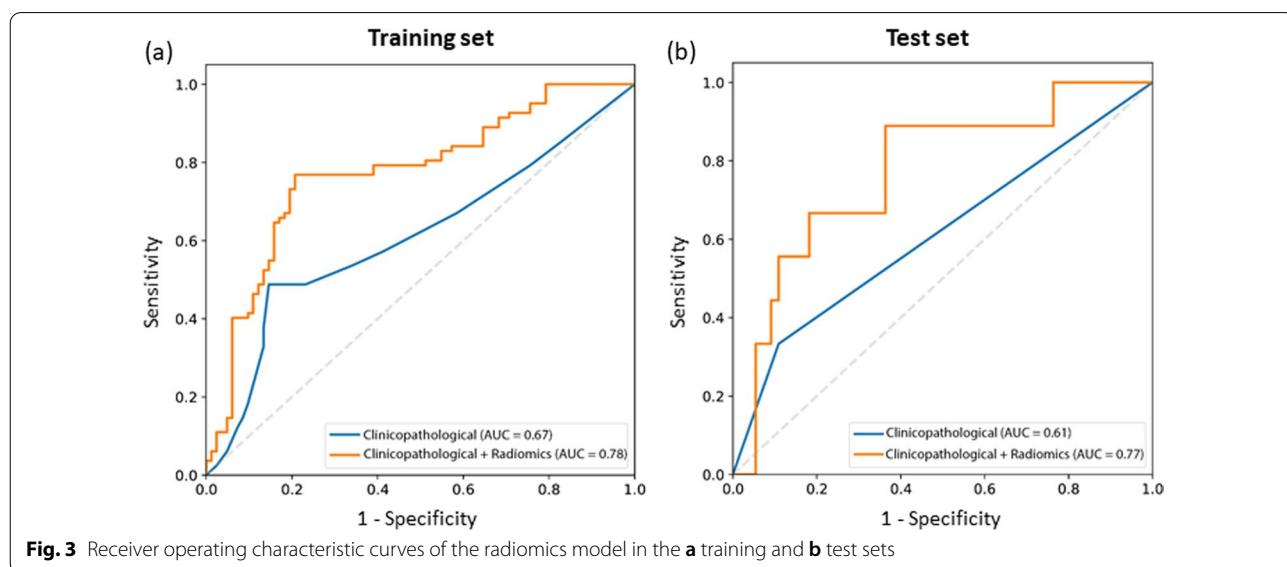 Training set
(a)
1.0
0.8
0.6
0.4
0.2
0.0
Sensitivity
Clinicopathological (AUC = 0.67)
Clinicopathological + Radiomics (AUC = 0.78)
0.0 0.2 0.4 0.6 0.8 1.0
1 - Specificity
Test set
(b)
1.0
0.8
0.6
0.4
0.2
0.0
Sensitivity
Clinicopathological (AUC = 0.61)
Clinicopathological + Radiomics (AUC = 0.77)
0.0 0.2 0.4 0.6 0.8 1.0
1 - Specificity
Fig. 3 Receiver operating characteristic curves of the radiomics model in the a training and b test sets